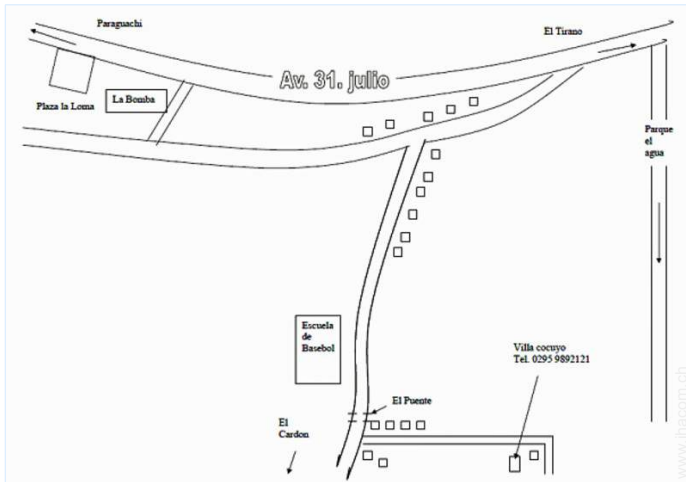 Paraguachi
El Tirano
Av. 31. julio
Plaza la Loma
La Bomba
Parque
el
agua
Escuela
de
Basebol
Villa cocuyo
Tel. 0295 9892121
El Puente
El
Cardon
www.ihacom.ch